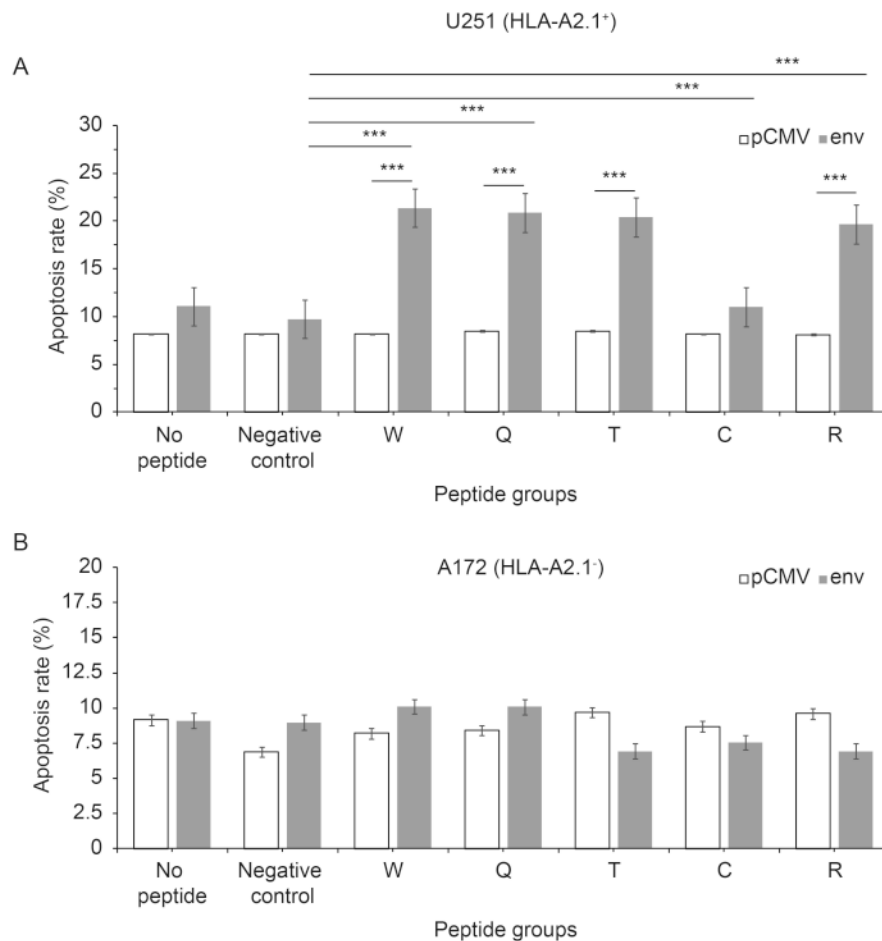 U251 (HLA-A2.1⁺)
A
***
***
***
***
*** *** *** ***
pCMV env
Apoptosis rate (%)
30
25
20
15
10
5
0
No peptide
Negative control
W
Q
T
C
R
Peptide groups
B
A172 (HLA-A2.1⁻)
pCMV env
Apoptosis rate (%)
20
17.5
15
12.5
10
7.5
5
2.5
0
No peptide
Negative control
W
Q
T
C
R
Peptide groups